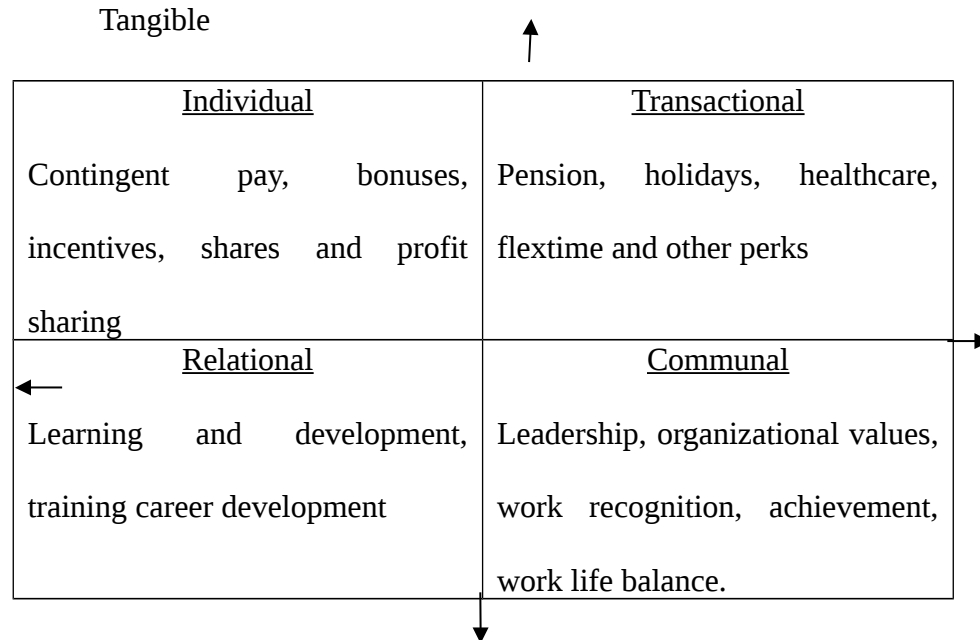 Tangible
Individual
Contingent pay, bonuses,
incentives, shares and profit
sharing
Transactional
Pension, holidays, healthcare,
flextime and other perks
Relational
Learning and development,
training career development
Communal
Leadership, organizational values,
work recognition, achievement,
work life balance.